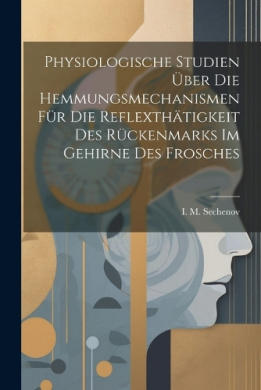 Physiologische Studien
Über Die
Hemmungsmechanismen
Für Die Reflexthätigkeit
Des Rückenmarks Im
Gehirne Des Frosches
I. M. Sechenov